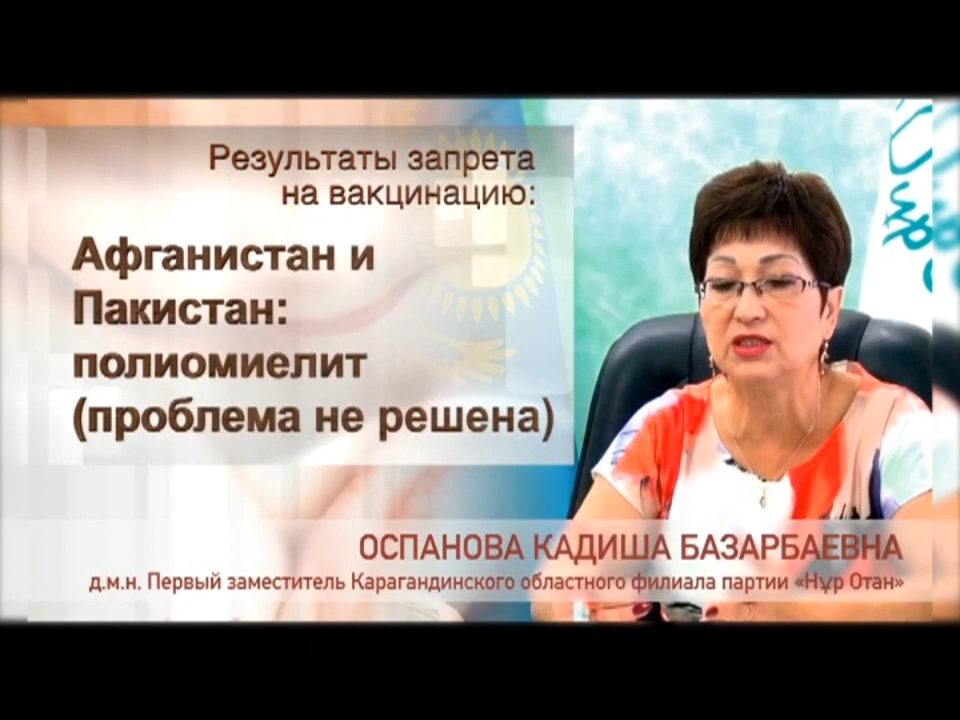 Результаты запрета
на вакцинацию:
Афганистан и
Пакистан:
полиомиелит
(проблема не решена)
ОСПАНОВА КАДИША БАЗАРБАЕВНА
д.м.н. Первый заместитель Карагандинского областного филиала партии «Нұр Отан»